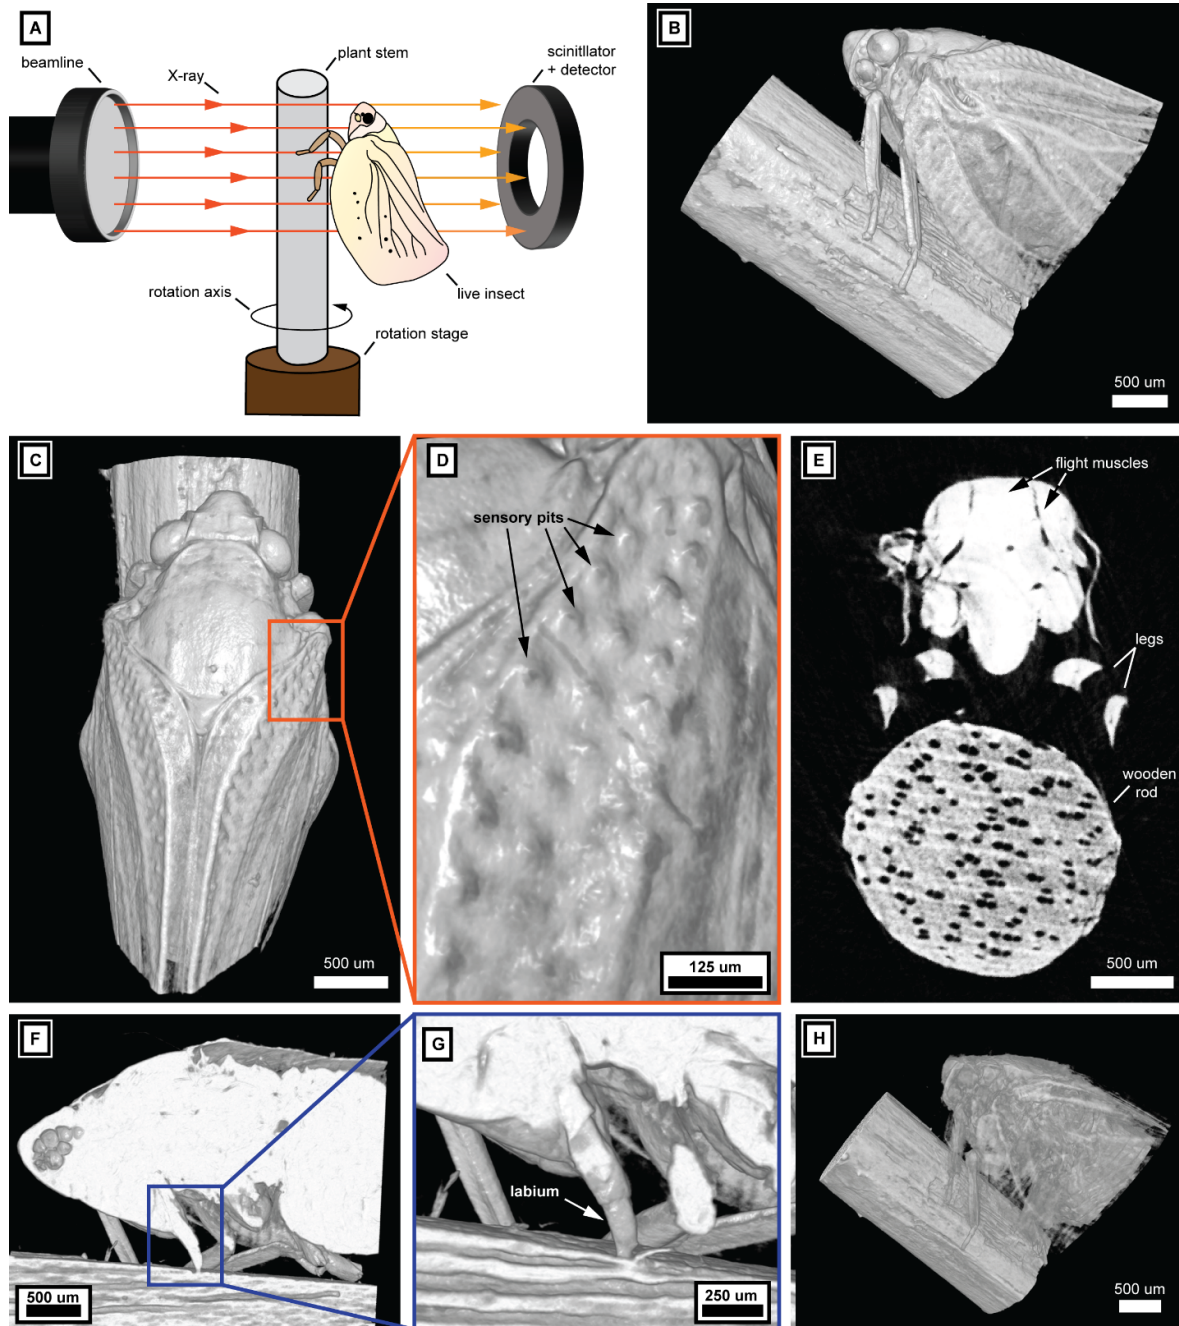 A
beamline
X-ray
plant stem
scinitllator
+ detector
rotation axis
live insect
rotation stage
B
500 um
C
500 um
D
sensory pits
125 um
E
flight muscles
legs
wooden
rod
500 um
F
500 um
G
labium
250 um
H
500 um